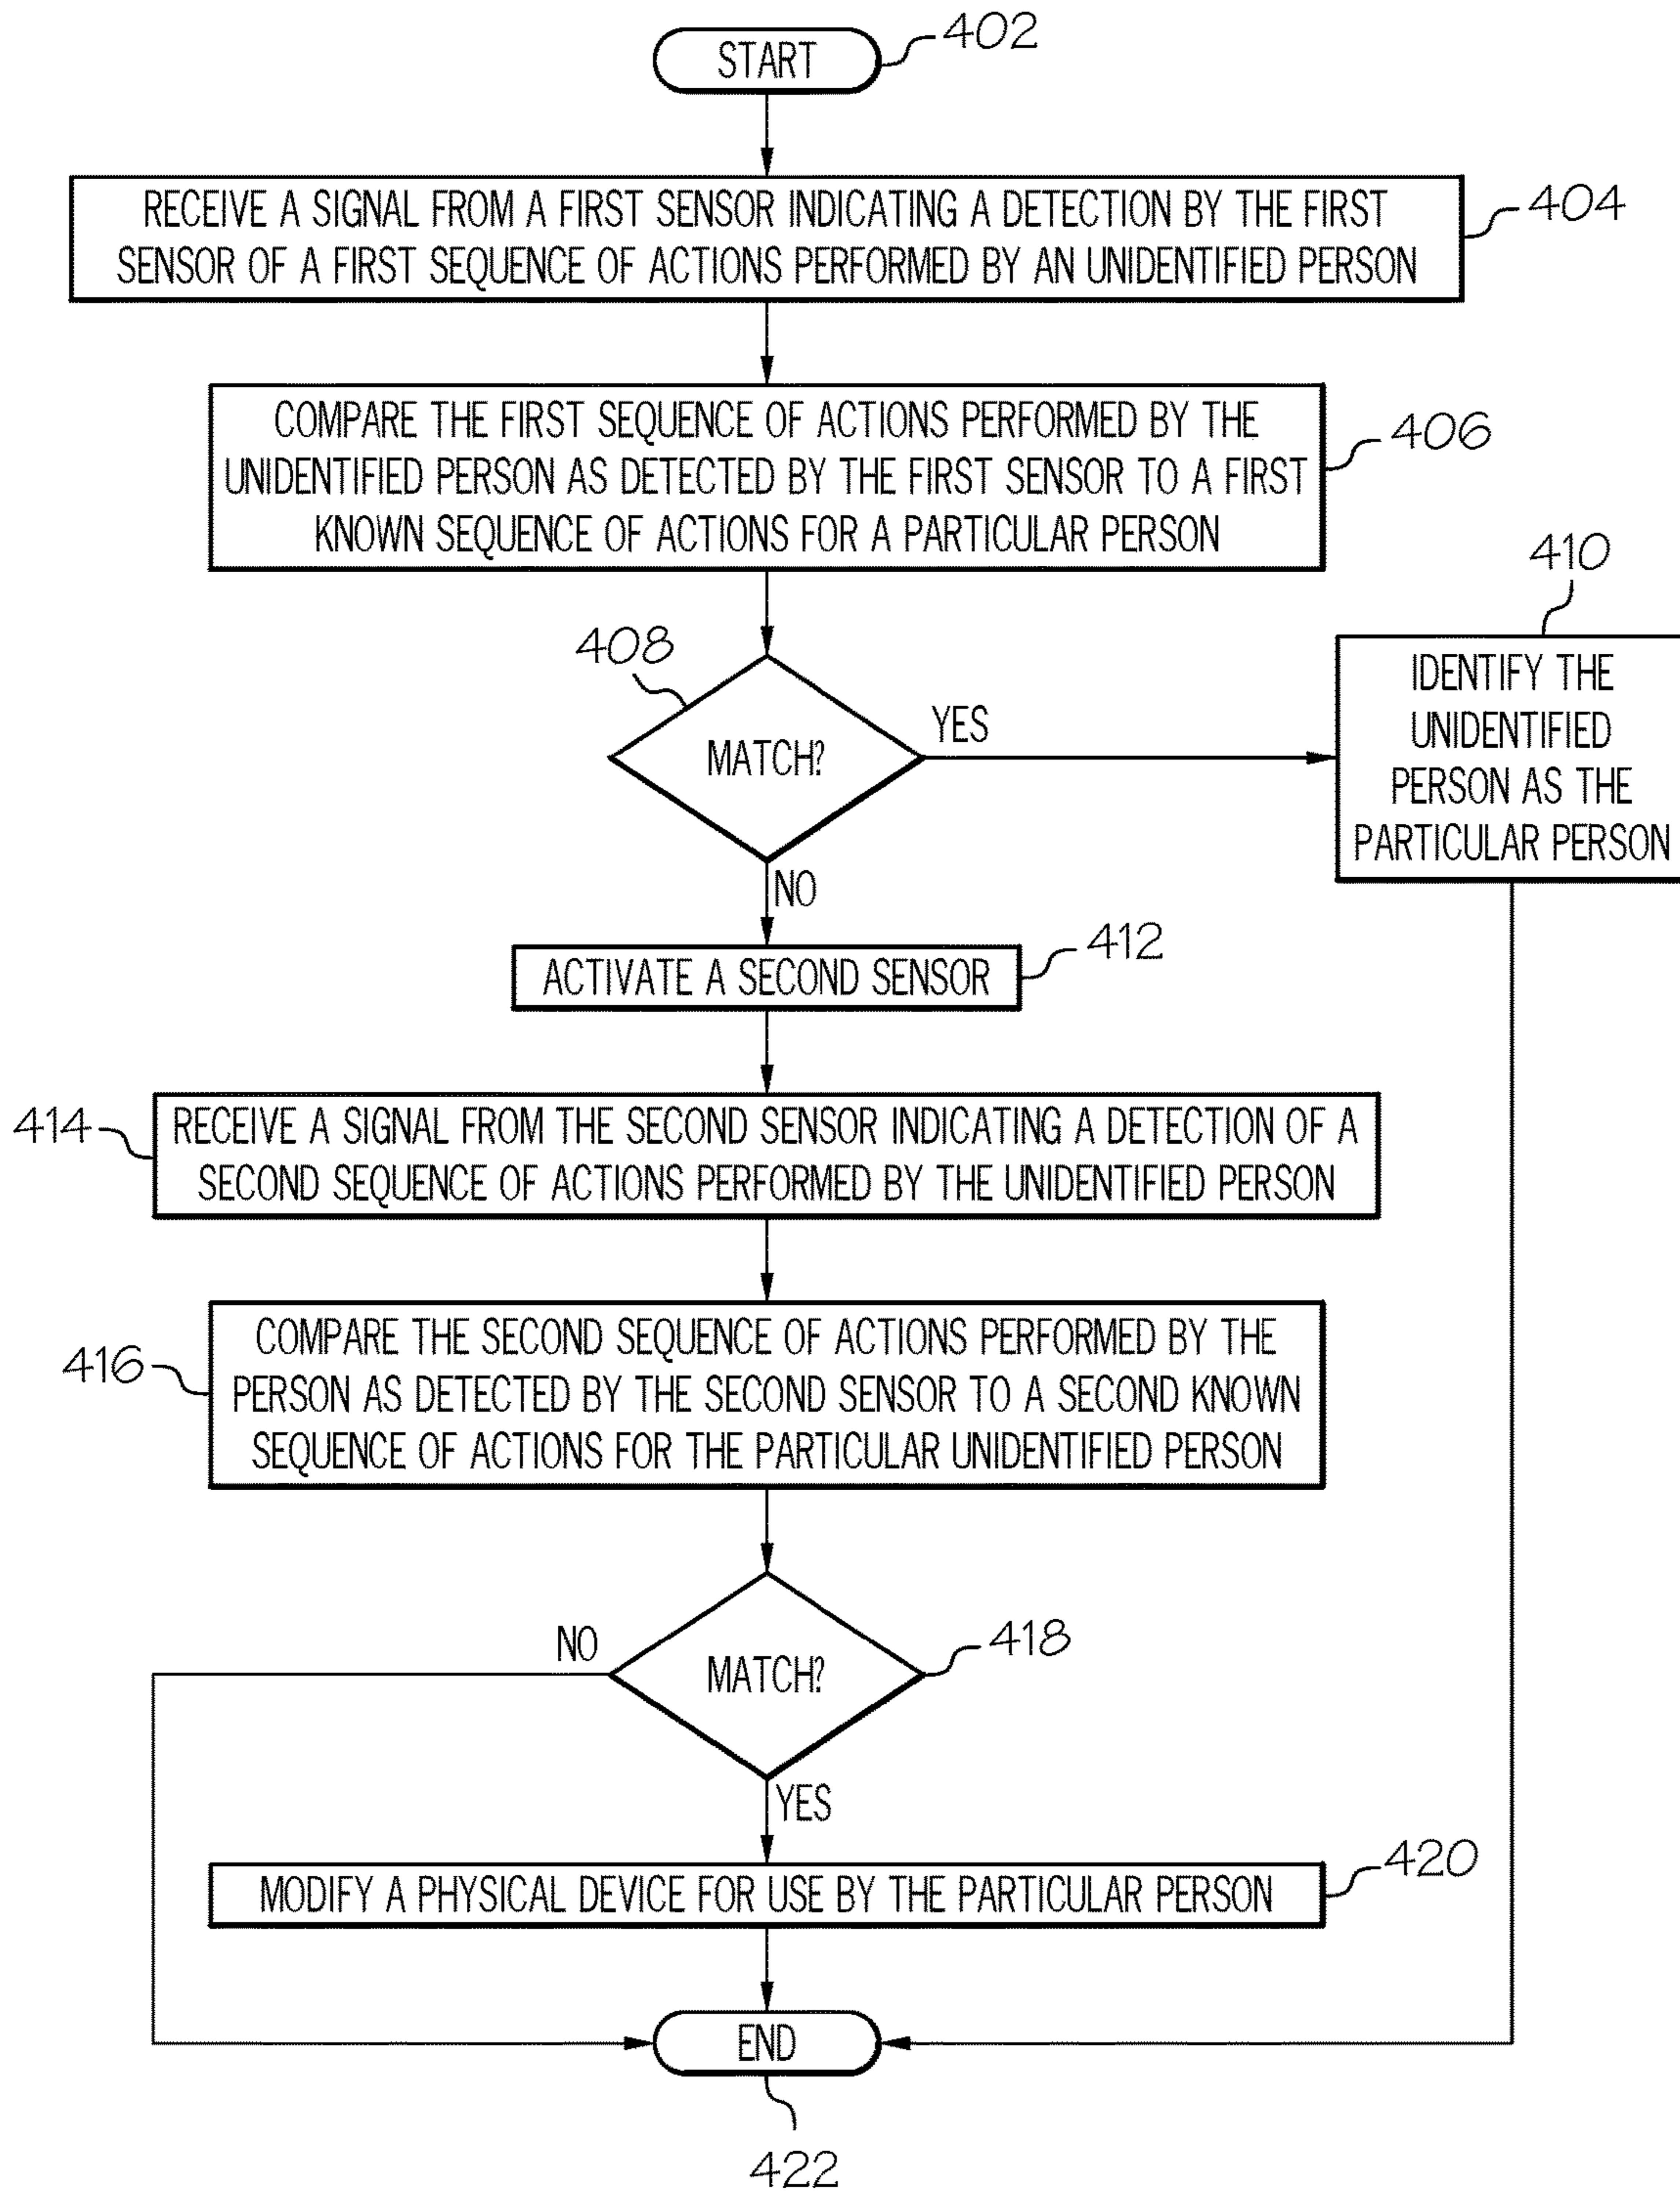 START
402
RECEIVE A SIGNAL FROM A FIRST SENSOR INDICATING A DETECTION BY THE FIRST
SENSOR OF A FIRST SEQUENCE OF ACTIONS PERFORMED BY AN UNIDENTIFIED PERSON
404
COMPARE THE FIRST SEQUENCE OF ACTIONS PERFORMED BY THE
UNIDENTIFIED PERSON AS DETECTED BY THE FIRST SENSOR TO A FIRST
KNOWN SEQUENCE OF ACTIONS FOR A PARTICULAR PERSON
406
408
MATCH?
YES
410
IDENTIFY THE
UNIDENTIFIED
PERSON AS THE
PARTICULAR PERSON
NO
ACTIVATE A SECOND SENSOR
412
414
RECEIVE A SIGNAL FROM THE SECOND SENSOR INDICATING A DETECTION OF A
SECOND SEQUENCE OF ACTIONS PERFORMED BY THE UNIDENTIFIED PERSON
416
COMPARE THE SECOND SEQUENCE OF ACTIONS PERFORMED BY THE
PERSON AS DETECTED BY THE SECOND SENSOR TO A SECOND KNOWN
SEQUENCE OF ACTIONS FOR THE PARTICULAR UNIDENTIFIED PERSON
NO
MATCH?
418
YES
MODIFY A PHYSICAL DEVICE FOR USE BY THE PARTICULAR PERSON
420
END
422